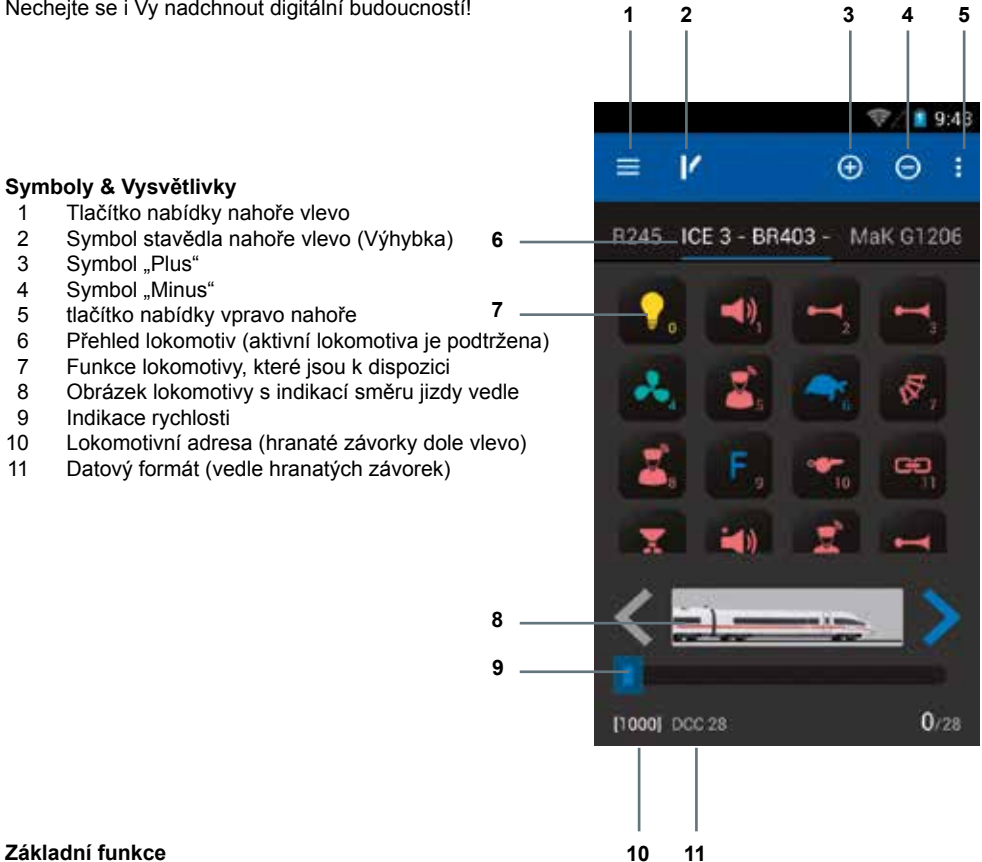 Nechejte se i Vy nadchnout digitální budoucností!
1 2 3 4 5
9:43
Symboly & Vysvětlivky
1 Tlačítko nabídky nahoře vlevo
2 Symbol stavědla nahoře vlevo (Výhybka)
3 Symbol „Plus“
4 Symbol „Minus“
5 tlačítko nabídky vpravo nahoře
6 Přehled lokomotiv (aktivní lokomotiva je podtržena)
7 Funkce lokomotivy, které jsou k dispozici
8 Obrázek lokomotivy s indikací směru jizdy vedle
9 Indikace rychlosti
10 Lokomotivní adresa (hranaté závorky dole vlevo)
11 Datový formát (vedle hranatých závorek)
6
R245 ICE 3 - BR403 - MaK G1206
7
0 1 2 3
4 5 6 7
8 F 9 10 11
8
9
[1000] DCC 28 0/28
10 11
Základní funkce